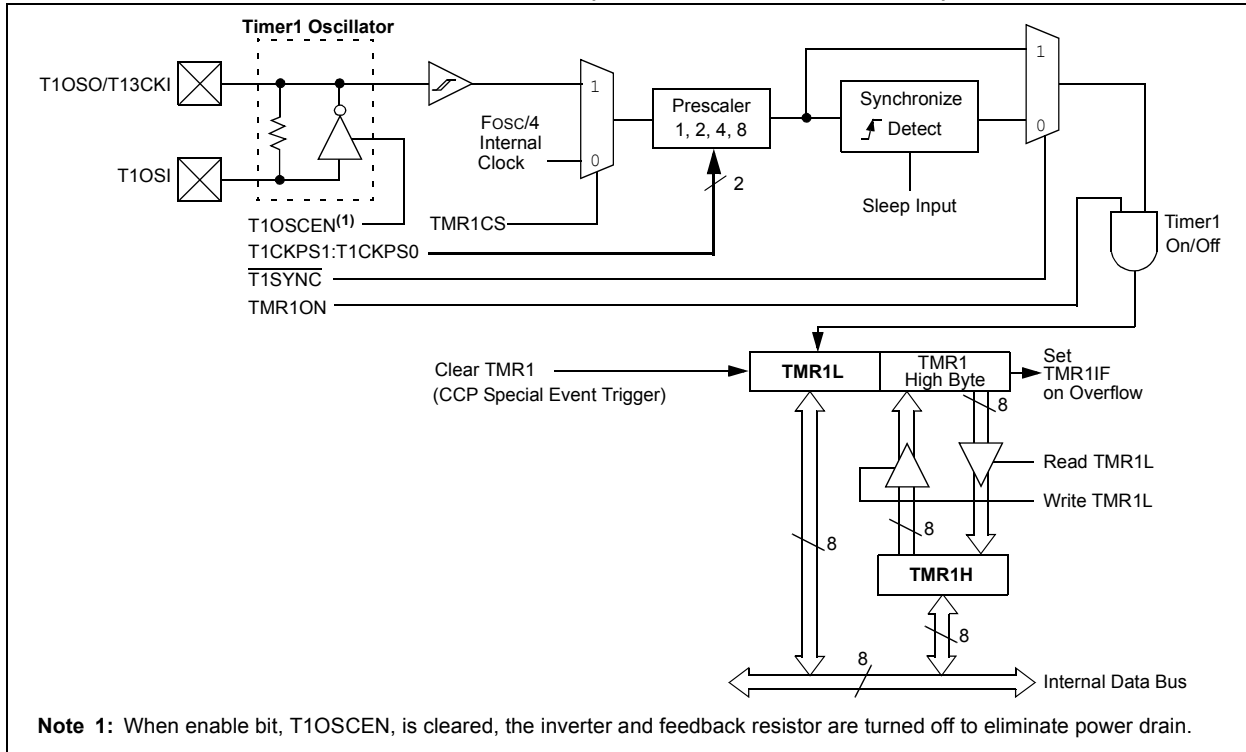 Timer1 Oscillator
T1OSO/T13CKI
T1OSI
FOSC/4
Internal
Clock
1
0
Prescaler
1, 2, 4, 8
2
Synchronize
Detect
Sleep Input
1
0
T1OSCEN(1)
TMR1CS
T1CKPS1:T1CKPS0
T1SYNC
TMR1ON
Timer1
On/Off
Clear TMR1
(CCP Special Event Trigger)
TMR1L
TMR1
High Byte
Set
TMR1IF
on Overflow
8
Read TMR1L
Write TMR1L
8
8
TMR1H
8
8
Internal Data Bus
Note 1: When enable bit, T1OSCEN, is cleared, the inverter and feedback resistor are turned off to eliminate power drain.